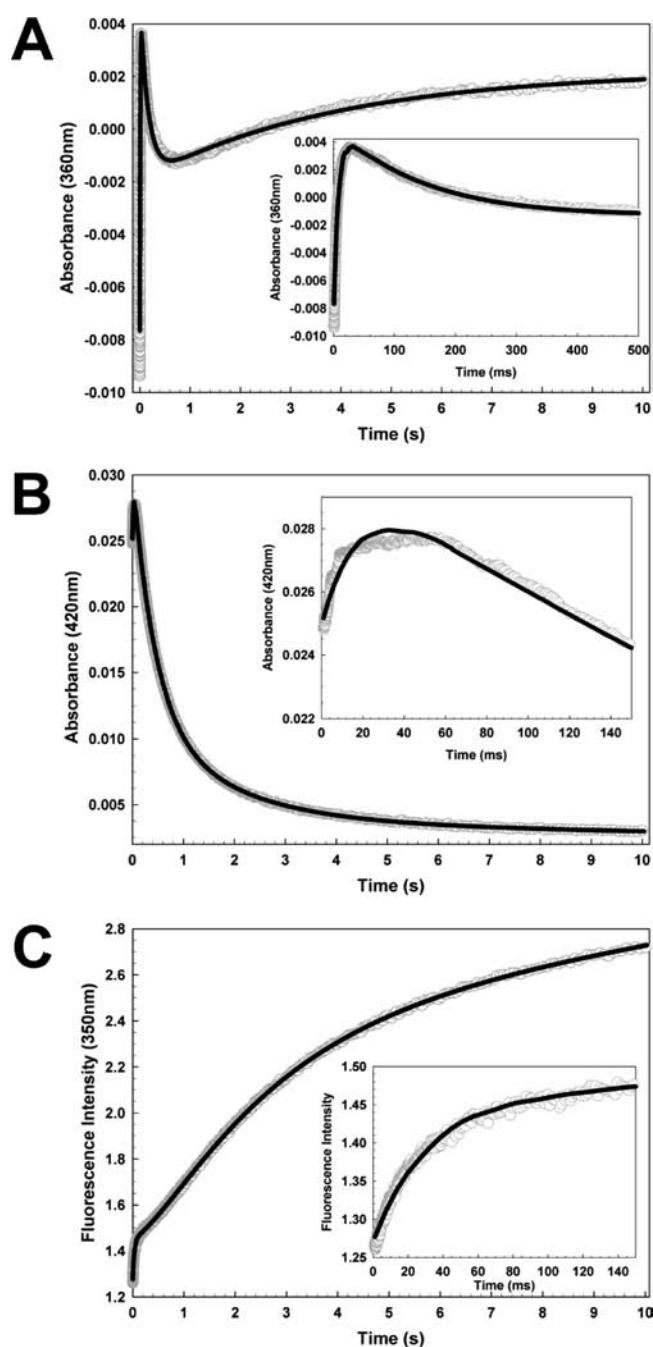 A
0.004
0.002
0.000
-0.002
-0.004
-0.006
-0.008
-0.010
Absorbance (360nm)
0 1 2 3 4 5 6 7 8 9 10
Time (s)
0.004
0.002
0.000
-0.002
-0.004
-0.006
-0.008
-0.010
Absorbance (360nm)
0 100 200 300 400 500
Time (ms)
B
0.030
0.025
0.020
0.015
0.010
0.005
Absorbance (420nm)
0 1 2 3 4 5 6 7 8 9 10
Time (s)
0.028
0.026
0.024
0.022
Absorbance (420nm)
0 20 40 60 80 100 120 140
Time (ms)
C
2.8
2.6
2.4
2.2
2.0
1.8
1.6
1.4
1.2
Fluorescence Intensity (350nm)
0 1 2 3 4 5 6 7 8 9 10
Time (s)
1.50
1.45
1.40
1.35
1.30
1.25
Fluorescence Intensity
0 20 40 60 80 100 120 140
Time (ms)